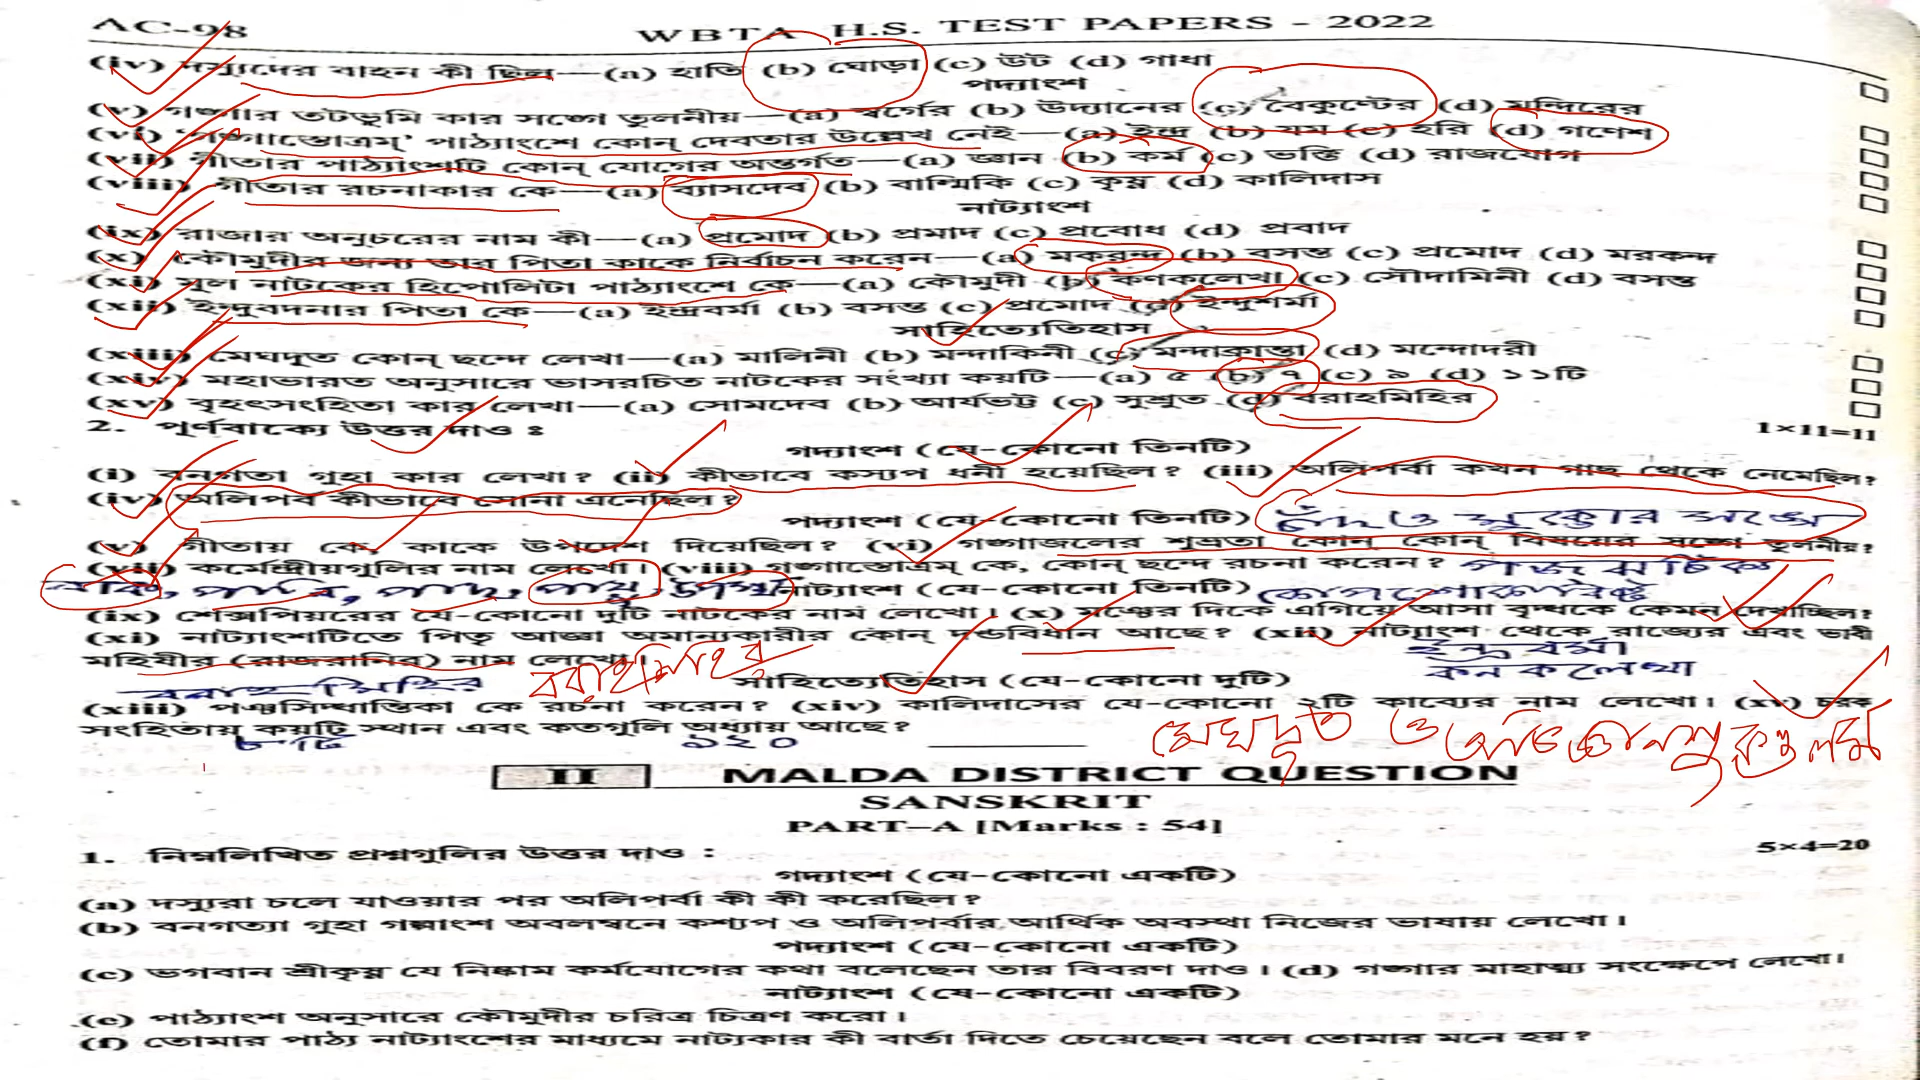 AC-98 WBTA H.S. TEST PAPERS - 2022
(iv) দস্যুদের বাহন কী ছিল—(a) হাতি (b) ঘোড়া (c) উট (d) গাধা
পদ্যাংশ
(v) গঙ্গার তটভূমি কার সঙ্গে তুলনীয়—(a) স্বর্গের (b) উদ্যানের (c) বৈকুণ্ঠের (d) মন্দিরের
(vi) 'গঙ্গাস্তোত্রম্' পাঠ্যাংশে কোন্ দেবতার উল্লেখ নেই—(a) ইন্দ্র (b) যম (c) হরি (d) গণেশ
(vii) গীতার পাঠ্যাংশটি কোন্ যোগের অন্তর্গত—(a) জ্ঞান (b) কর্ম (c) ভক্তি (d) রাজযোগ
(viii) গীতার রচনাকার কে—(a) ব্যাসদেব (b) বাল্মিকি (c) কৃষ্ণ (d) কালিদাস
নাট্যাংশ
(ix) রাজার অনুচরের নাম কী—(a) প্রমোদ (b) প্রমাদ (c) প্রবোধ (d) প্রবাদ
(x) কৌমুদীর জন্য তার পিতা কাকে নির্বাচন করেন—(a) মকরন্দ (b) বসন্ত (c) প্রমোদ (d) মরকন্দ
(xi) মূল নাটকের হিপোলিটা পাঠ্যাংশে কে—(a) কৌমুদী (b) কণকলেখা (c) সৌদামিনী (d) বসন্ত
(xii) ইন্দুবদনার পিতা কে—(a) ইন্দ্রবর্মা (b) বসন্ত (c) প্রমোদ (d) ইন্দুশর্মা
সাহিত্যেতিহাস
(xiii) মেঘদূত কোন্ ছন্দে লেখা—(a) মালিনী (b) মন্দাকিনী (c) মন্দাক্রান্তা (d) মন্দোদরী
(xiv) মহাভারত অনুসারে ভাসরচিত নাটকের সংখ্যা কয়টি—(a) ৫ (b) ৭ (c) ৯ (d) ১১টি
(xv) বৃহৎসংহিতা কার লেখা—(a) সোমদেব (b) আর্যভট্ট (c) সুশ্রুত (d) বরাহমিহির
2. পূর্ণবাক্যে উত্তর দাও : 1×11=11
গদ্যাংশ (যে-কোনো তিনটি)
(i) বনগতা গুহা কার লেখা? (ii) কীভাবে কস্যপ ধনী হয়েছিল? (iii) অলিপর্বা কখন গাছ থেকে নেমেছিল?
(iv) অলিপর্ব কীভাবে সোনা এনেছিল?
পদ্যাংশ (যে-কোনো তিনটি) চাঁদ ও মুক্তোর সঙ্গে
(v) গীতায় কে, কাকে উপদেশ দিয়েছিল? (vi) গঙ্গাজলের শুভ্রতা কোন্ কোন্ বিষয়ের সঙ্গে তুলনীয়?
(vii) কর্মেন্দ্রীয়গুলির নাম লেখো। (viii) গঙ্গাস্তোত্রম্ কে, কোন্ ছন্দে রচনা করেন?
বাক, পানি, পাদ, পায়ু, উপস্থ নাট্যাংশ (যে-কোনো তিনটি)
(ix) শেক্সপিয়রের যে-কোনো দুটি নাটকের নাম লেখো। (x) মঞ্চের দিকে এগিয়ে আসা বৃদ্ধকে কেমন দেখাচ্ছিল?
(xi) নাট্যাংশটিতে পিতৃ আজ্ঞা অমান্যকারীর কোন্ দণ্ডবিধান আছে? (xii) নাট্যাংশ থেকে রাজ্যের এবং ভাবী
মহিষীর (রাজরানির) নাম লেখো। বরাহমিহির ইন্দ্রবর্মা
বরাহমিহির সাহিত্যেতিহাস (যে-কোনো দুটি) কনকলেখা
(xiii) পঞ্চসিদ্ধান্তিকা কে রচনা করেন? (xiv) কালিদাসের যে-কোনো ২টি কাব্যের নাম লেখো। (xv) চরক
সংহিতায় কয়টি স্থান এবং কতগুলি অধ্যায় আছে?
৮টি ১২০ মেঘদূত ও অভিজ্ঞানশকুন্তলম্
II MALDA DISTRICT QUESTION
SANSKRIT
PART–A [Marks : 54]
1. নিম্নলিখিত প্রশ্নগুলির উত্তর দাও : 5×4=20
গদ্যাংশ (যে-কোনো একটি)
(a) দস্যুরা চলে যাওয়ার পর অলিপর্বা কী কী করেছিল?
(b) বনগত্যা গুহা গল্পাংশ অবলম্বনে কশ্যপ ও অলিপর্বার আর্থিক অবস্থা নিজের ভাষায় লেখো।
পদ্যাংশ (যে-কোনো একটি)
(c) ভগবান শ্রীকৃষ্ণ যে নিষ্কাম কর্মযোগের কথা বলেছেন তার বিবরণ দাও। (d) গঙ্গার মাহাত্ম্য সংক্ষেপে লেখো।
নাট্যাংশ (যে-কোনো একটি)
(e) পাঠ্যাংশ অনুসারে কৌমুদীর চরিত্র চিত্রণ করো।
(f) তোমার পাঠ্য নাট্যাংশের মাধ্যমে নাট্যকার কী বার্তা দিতে চেয়েছেন বলে তোমার মনে হয়?